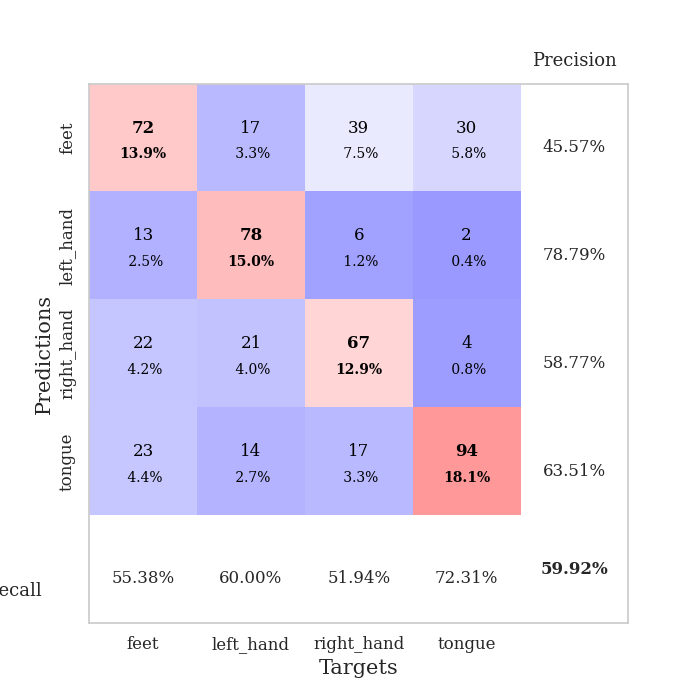 Precision
feet 72 17 39 30 45.57%
13.9% 3.3% 7.5% 5.8%
left_hand 13 78 6 2 78.79%
2.5% 15.0% 1.2% 0.4%
right_hand 22 21 67 4 58.77%
4.2% 4.0% 12.9% 0.8%
tongue 23 14 17 94 63.51%
4.4% 2.7% 3.3% 18.1%
Predictions
ecall 55.38% 60.00% 51.94% 72.31% 59.92%
feet left_hand right_hand tongue
Targets